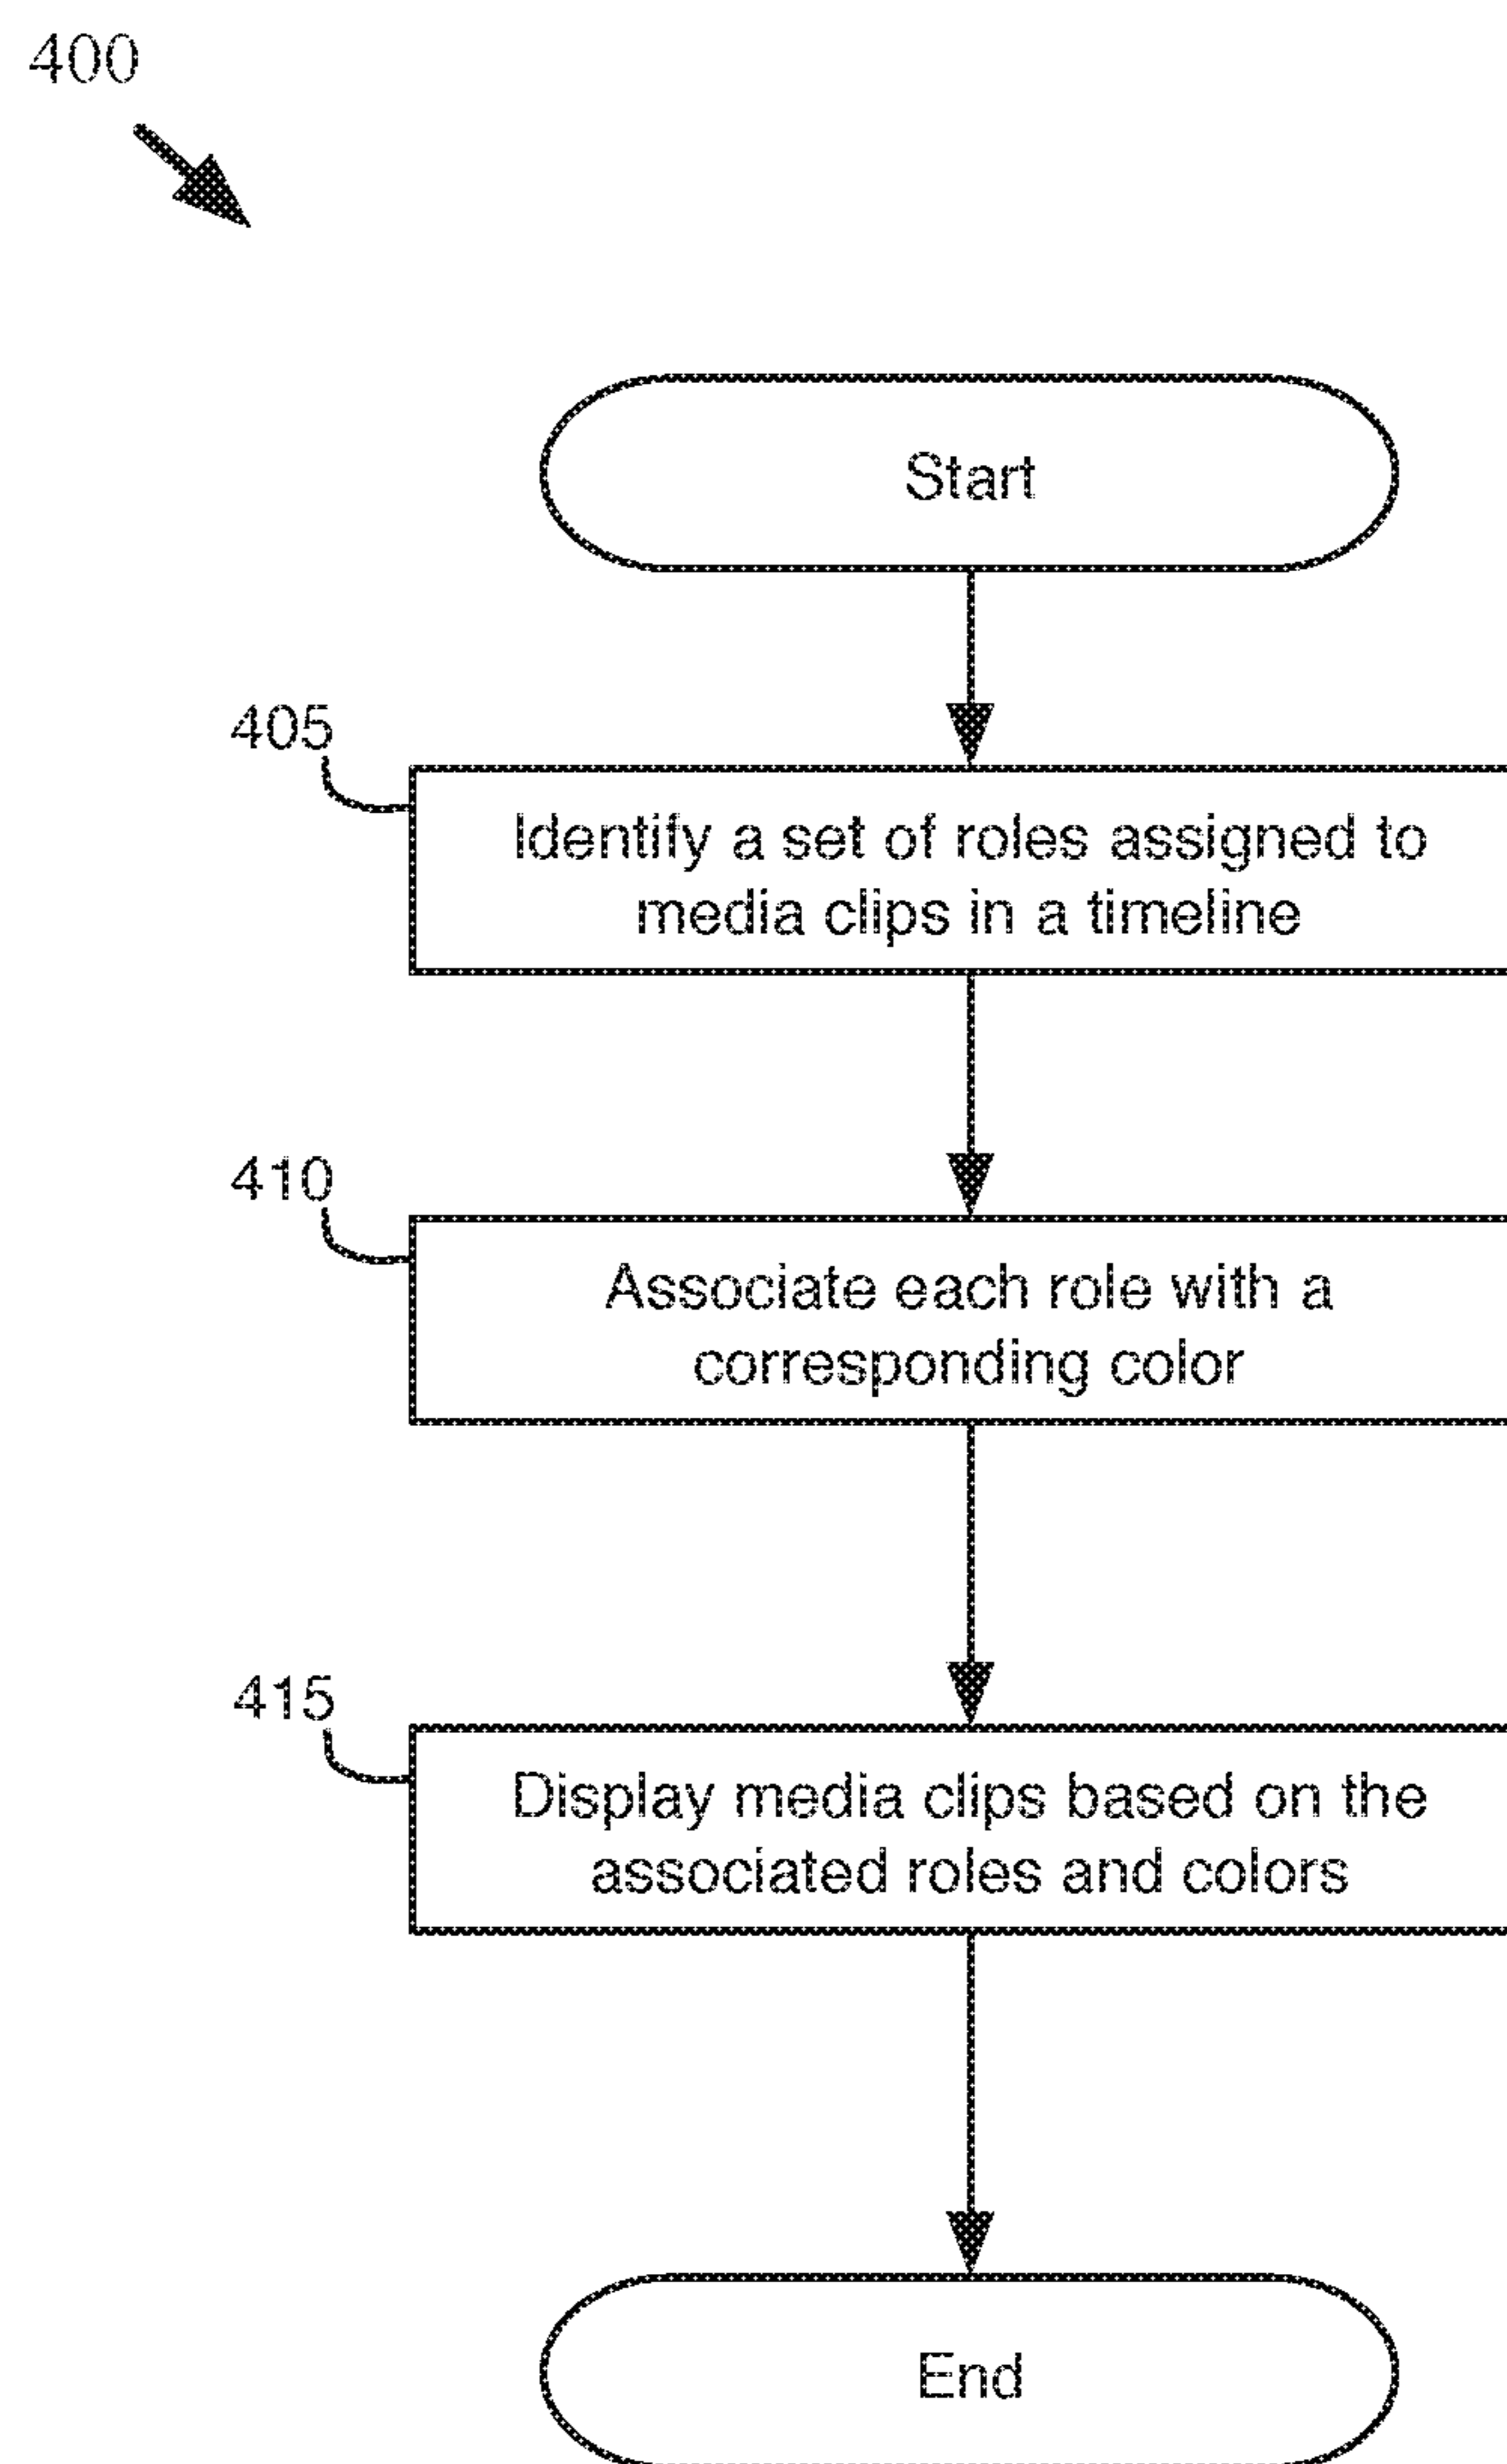 400
Start
405
Identify a set of roles assigned to
media clips in a timeline
410
Associate each role with a
corresponding color
415
Display media clips based on the
associated roles and colors
End